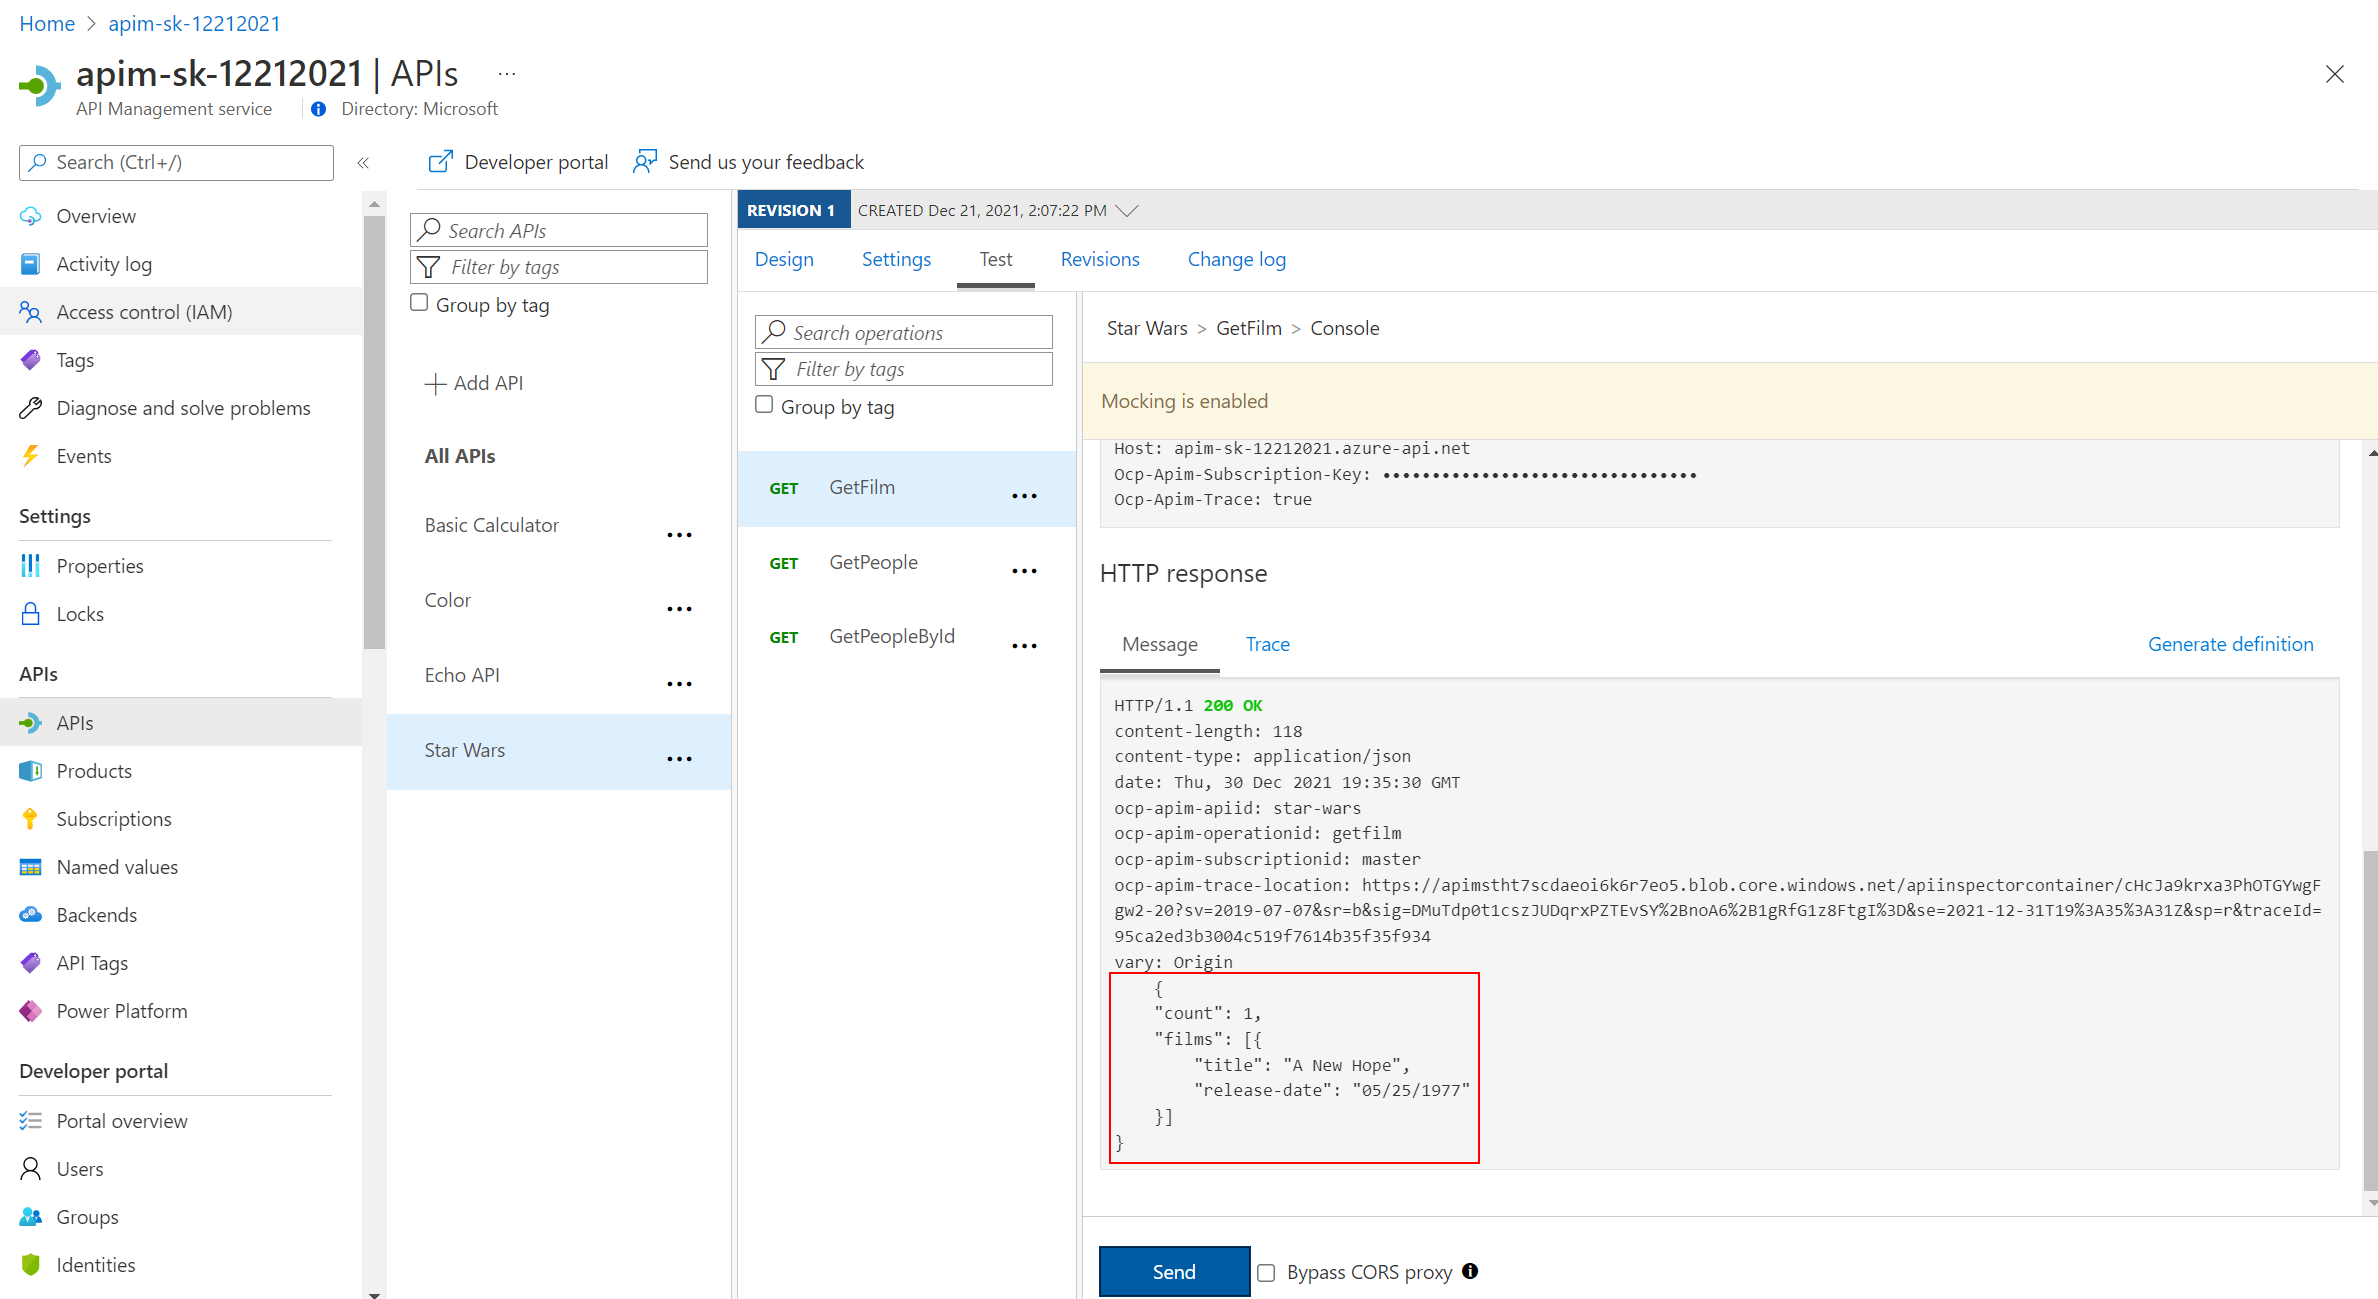 Home > apim-sk-12212021
apim-sk-12212021 | APIs ...
API Management service
Directory: Microsoft
Search (Ctrl+/)
«
Overview
Activity log
Access control (IAM)
Tags
Diagnose and solve problems
Events
Settings
Properties
Locks
APIs
APIs
Products
Subscriptions
Named values
Backends
API Tags
Power Platform
Developer portal
Portal overview
Users
Groups
Identities
Developer portal
Send us your feedback
Search APIs
Filter by tags
Group by tag
+ Add API
All APIs
Basic Calculator ...
Color ...
Echo API ...
Star Wars ...
REVISION 1 CREATED Dec 21, 2021, 2:07:22 PM
Design Settings Test Revisions Change log
Search operations
Filter by tags
Group by tag
GET GetFilm ...
GET GetPeople ...
GET GetPeopleById ...
Star Wars > GetFilm > Console
Mocking is enabled
Host: apim-sk-12212021.azure-api.net
Ocp-Apim-Subscription-Key: ••••••••••••••••••••••••••••••••
Ocp-Apim-Trace: true
HTTP response
Message Trace Generate definition
HTTP/1.1 200 OK
content-length: 118
content-type: application/json
date: Thu, 30 Dec 2021 19:35:30 GMT
ocp-apim-apiid: star-wars
ocp-apim-operationid: getfilm
ocp-apim-subscriptionid: master
ocp-apim-trace-location: https://apimstht7scdaeoi6k6r7eo5.blob.core.windows.net/apiinspectorcontainer/cHcJa9krxa3PhOTGYwgF
gw2-20?sv=2019-07-07&sr=b&sig=DMuTdp0t1cszJUDqrxPZTEvSY%2BnoA6%2B1gRfG1z8FtgI%3D&se=2021-12-31T19%3A35%3A31Z&sp=r&traceId=
95ca2ed3b3004c519f7614b35f35f934
vary: Origin
{
"count": 1,
"films": [{
"title": "A New Hope",
"release-date": "05/25/1977"
}]
}
Send
Bypass CORS proxy